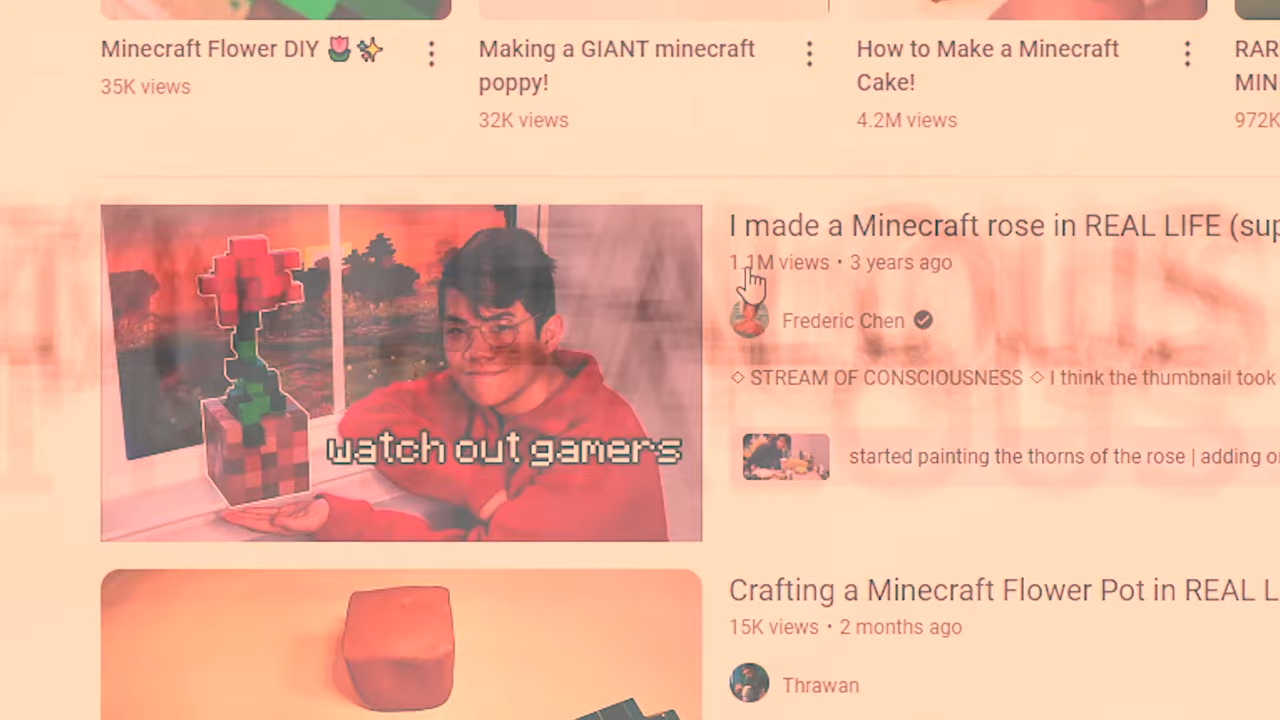 Minecraft Flower DIY 🌷✨
35K views
Making a GIANT minecraft
poppy!
32K views
How to Make a Minecraft
Cake!
4.2M views
RAR
MIN
972K
I made a Minecraft rose in REAL LIFE (sup
1.1M views • 3 years ago
Frederic Chen
◇ STREAM OF CONSCIOUSNESS ◇ I think the thumbnail took
watch out gamers
started painting the thorns of the rose | adding o
Crafting a Minecraft Flower Pot in REAL L
15K views • 2 months ago
Thrawan